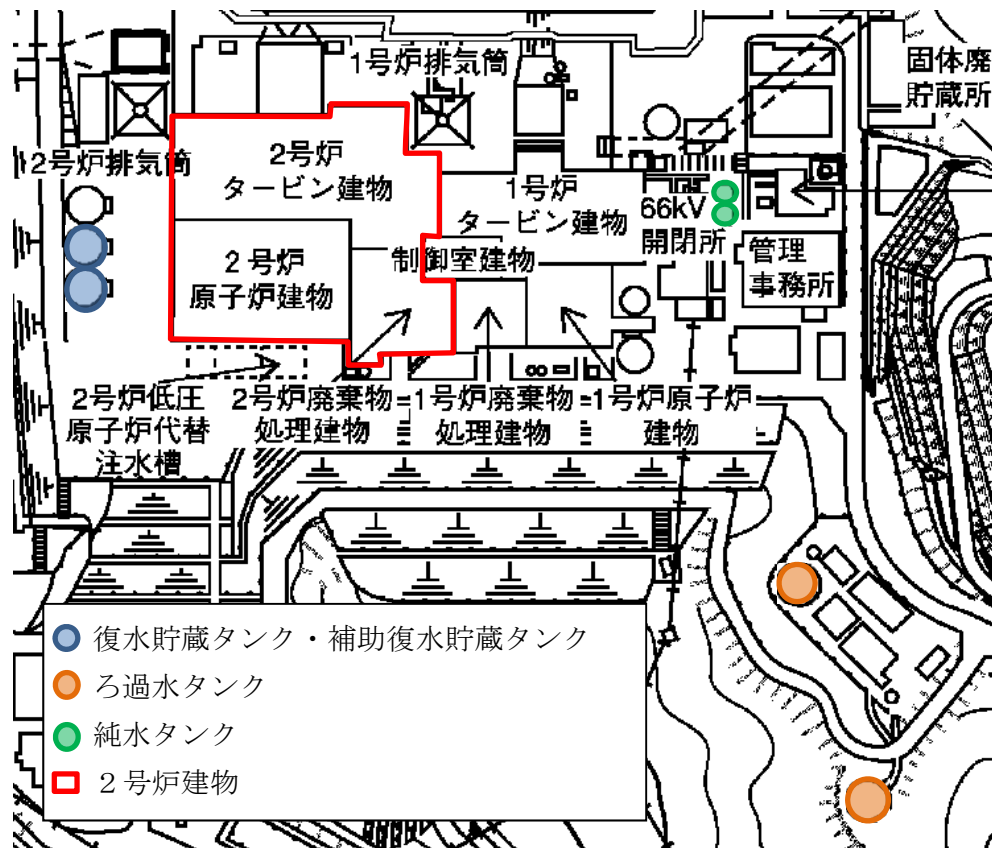 1号炉排気筒
固体廃
貯蔵所
2号炉排気筒
2号炉
タービン建物
1号炉
タービン建物
66kV
開閉所
管理
事務所
制御室建物
2号炉
原子炉建物
2号炉低圧
原子炉代替
注水槽
2号炉廃棄物
処理建物
1号炉廃棄物
処理建物
1号炉原子炉
建物
復水貯蔵タンク・補助復水貯蔵タンク
ろ過水タンク
純水タンク
２号炉建物